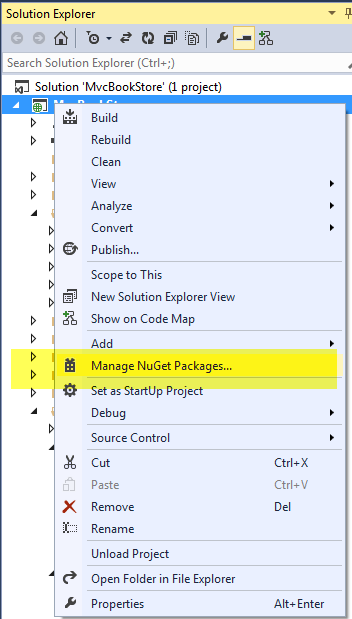 Solution Explorer
Search Solution Explorer (Ctrl+;)
Solution 'MvcBookStore' (1 project)
Build
Rebuild
Clean
View
Analyze
Convert
Publish...
Scope to This
New Solution Explorer View
Show on Code Map
Add
Manage NuGet Packages...
Set as StartUp Project
Debug
Source Control
Cut Ctrl+X
Paste Ctrl+V
Remove Del
Rename
Unload Project
Open Folder in File Explorer
Properties Alt+Enter